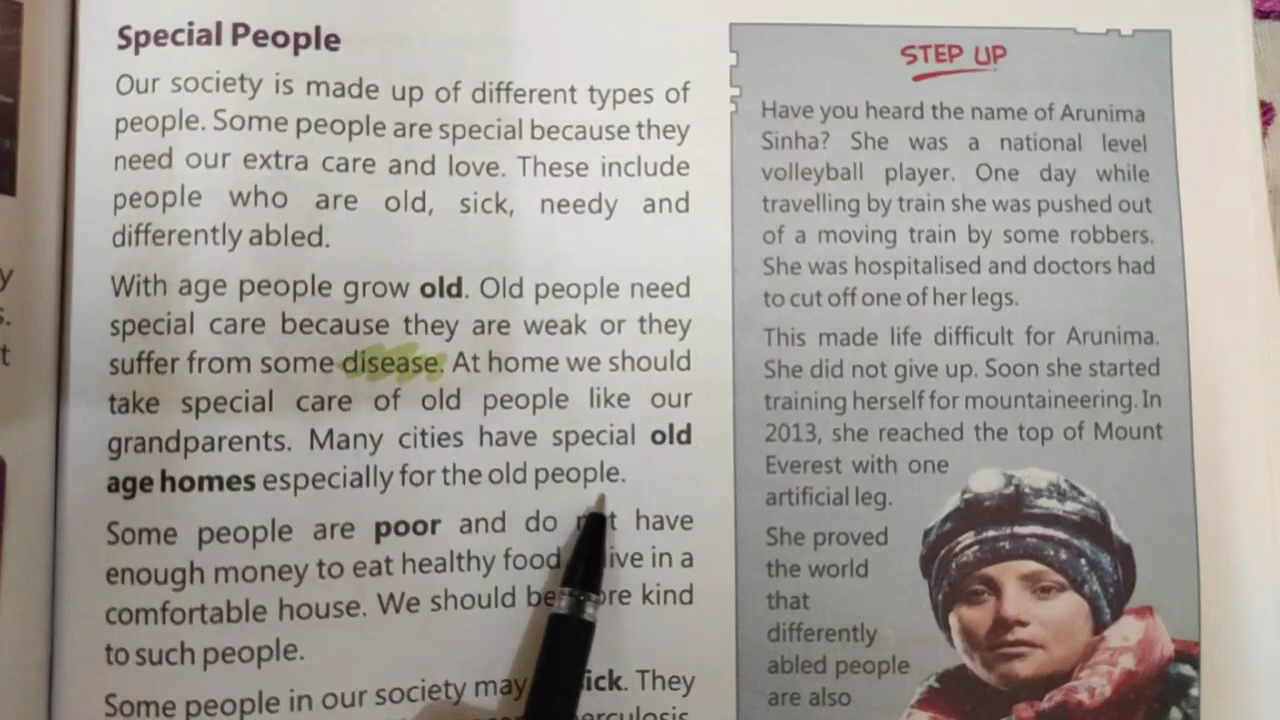 Special People
Our society is made up of different types of
people. Some people are special because they
need our extra care and love. These include
people who are old, sick, needy and
differently abled.
With age people grow old. Old people need
special care because they are weak or they
suffer from some disease. At home we should
take special care of old people like our
grandparents. Many cities have special old
age homes especially for the old people.
Some people are poor and do have
enough money to eat healthy food in a
comfortable house. We should be kind
to such people.
Some people in our society may They
STEP UP
Have you heard the name of Arunima
Sinha? She was a national level
volleyball player. One day while
travelling by train she was pushed out
of a moving train by some robbers.
She was hospitalised and doctors had
to cut off one of her legs.
This made life difficult for Arunima.
She did not give up. Soon she started
training herself for mountaineering. In
2013, she reached the top of Mount
Everest with one
artificial leg.
She proved
the world
that
differently
abled people
are also